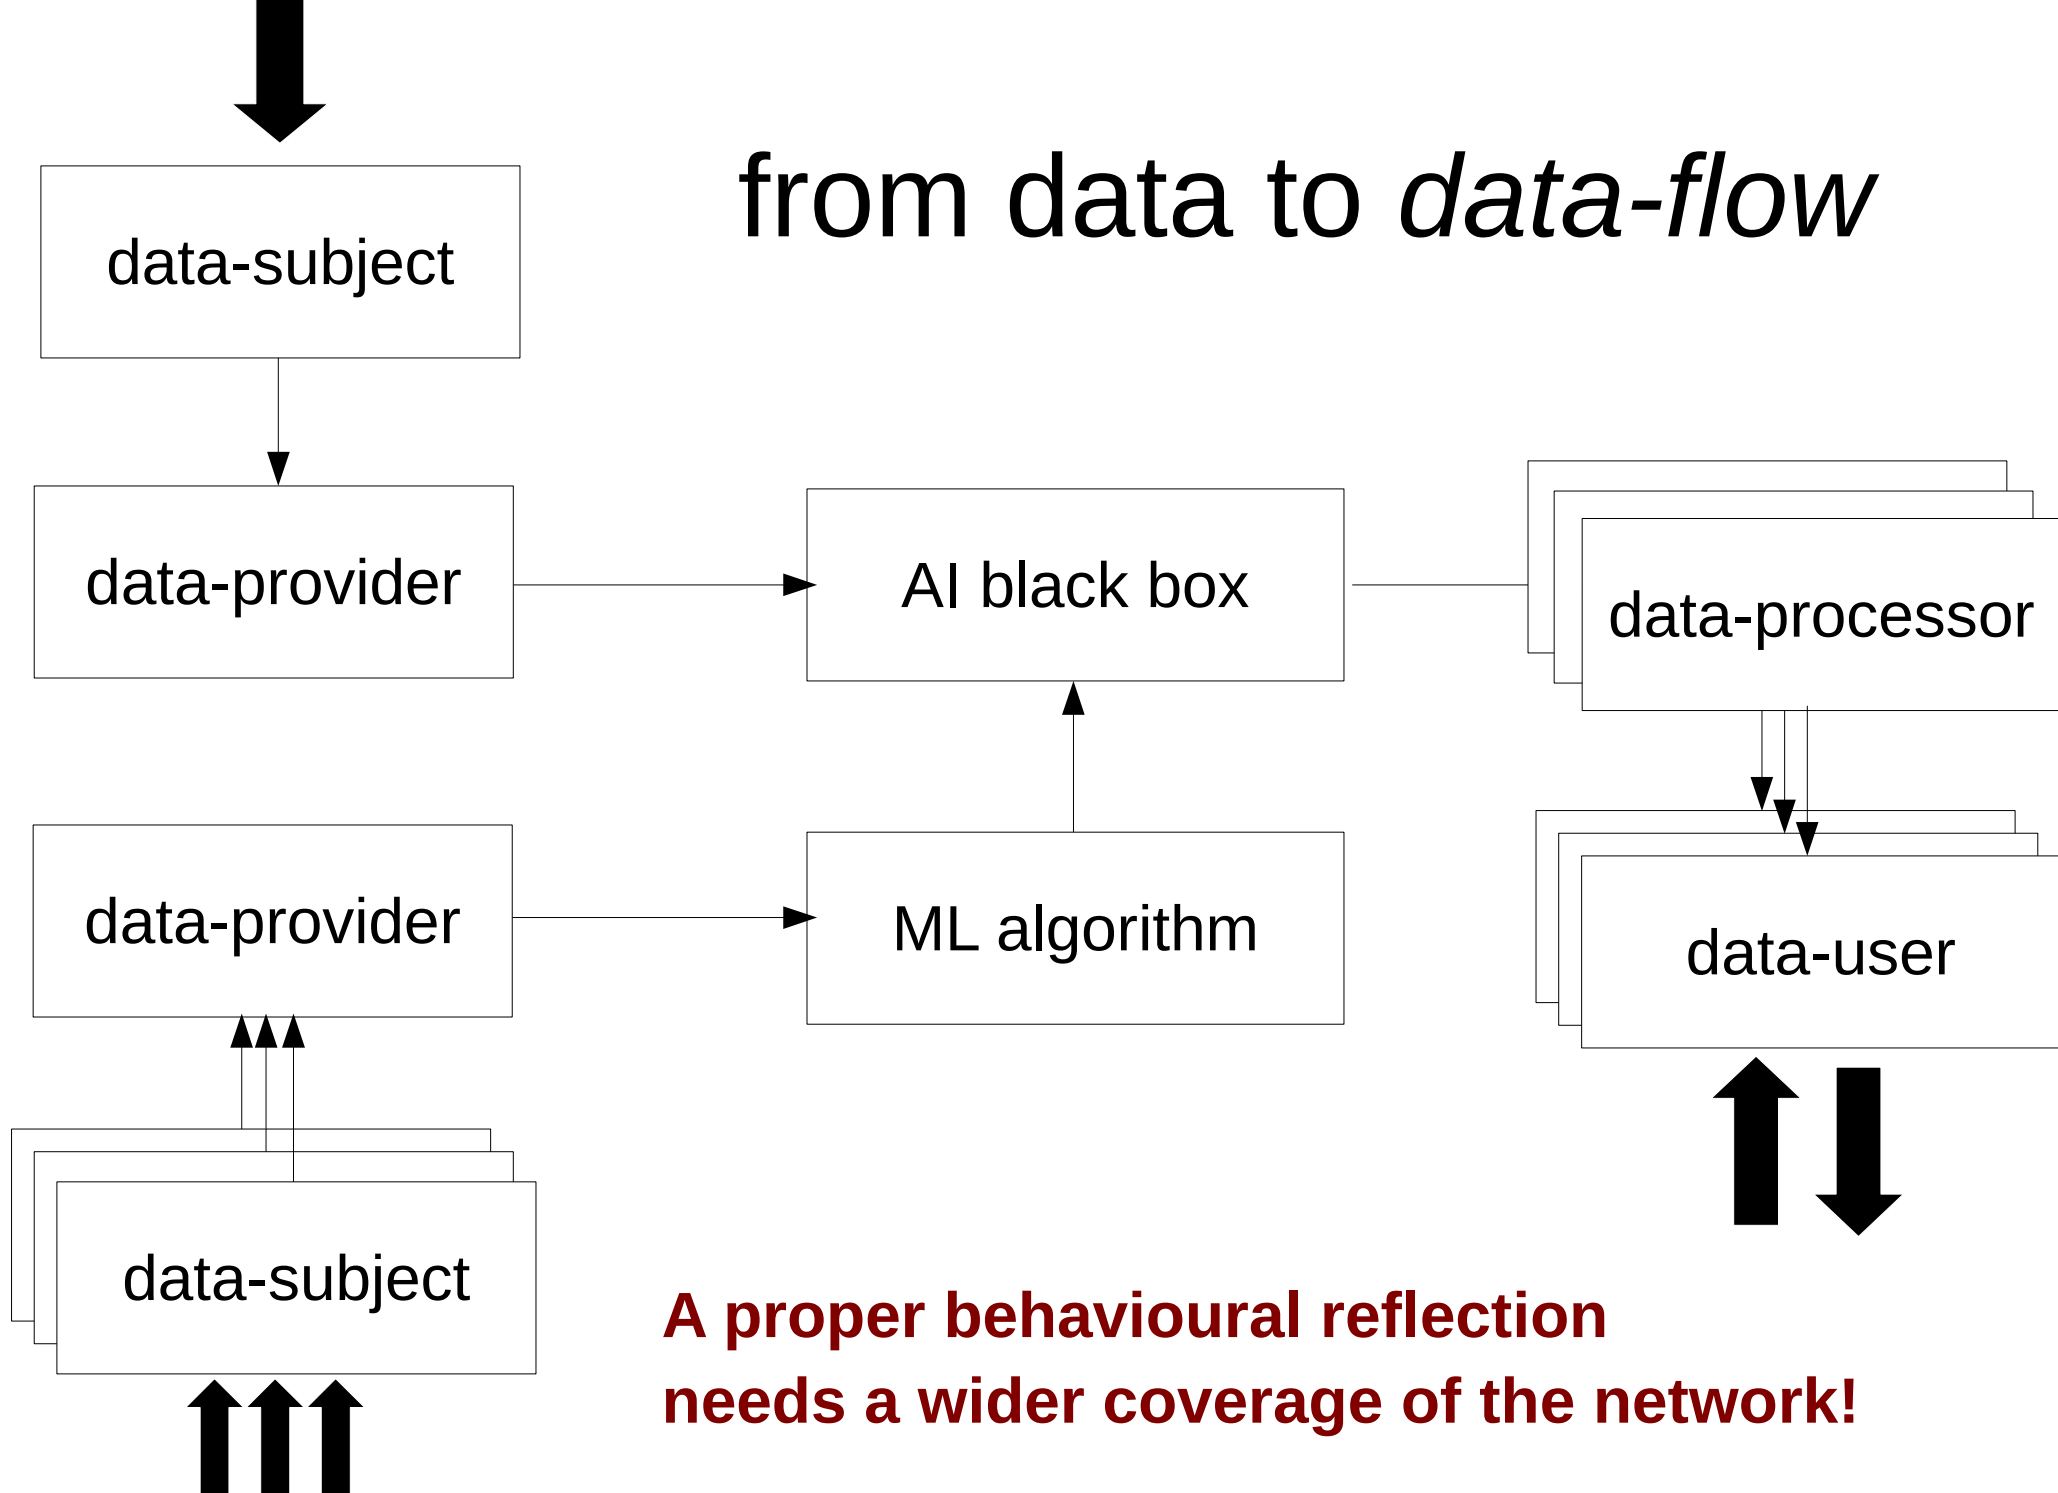 from data to data-flow
data-subject
data-provider
AI black box
data-processor
data-provider
ML algorithm
data-user
data-subject
A proper behavioural reflection
needs a wider coverage of the network!